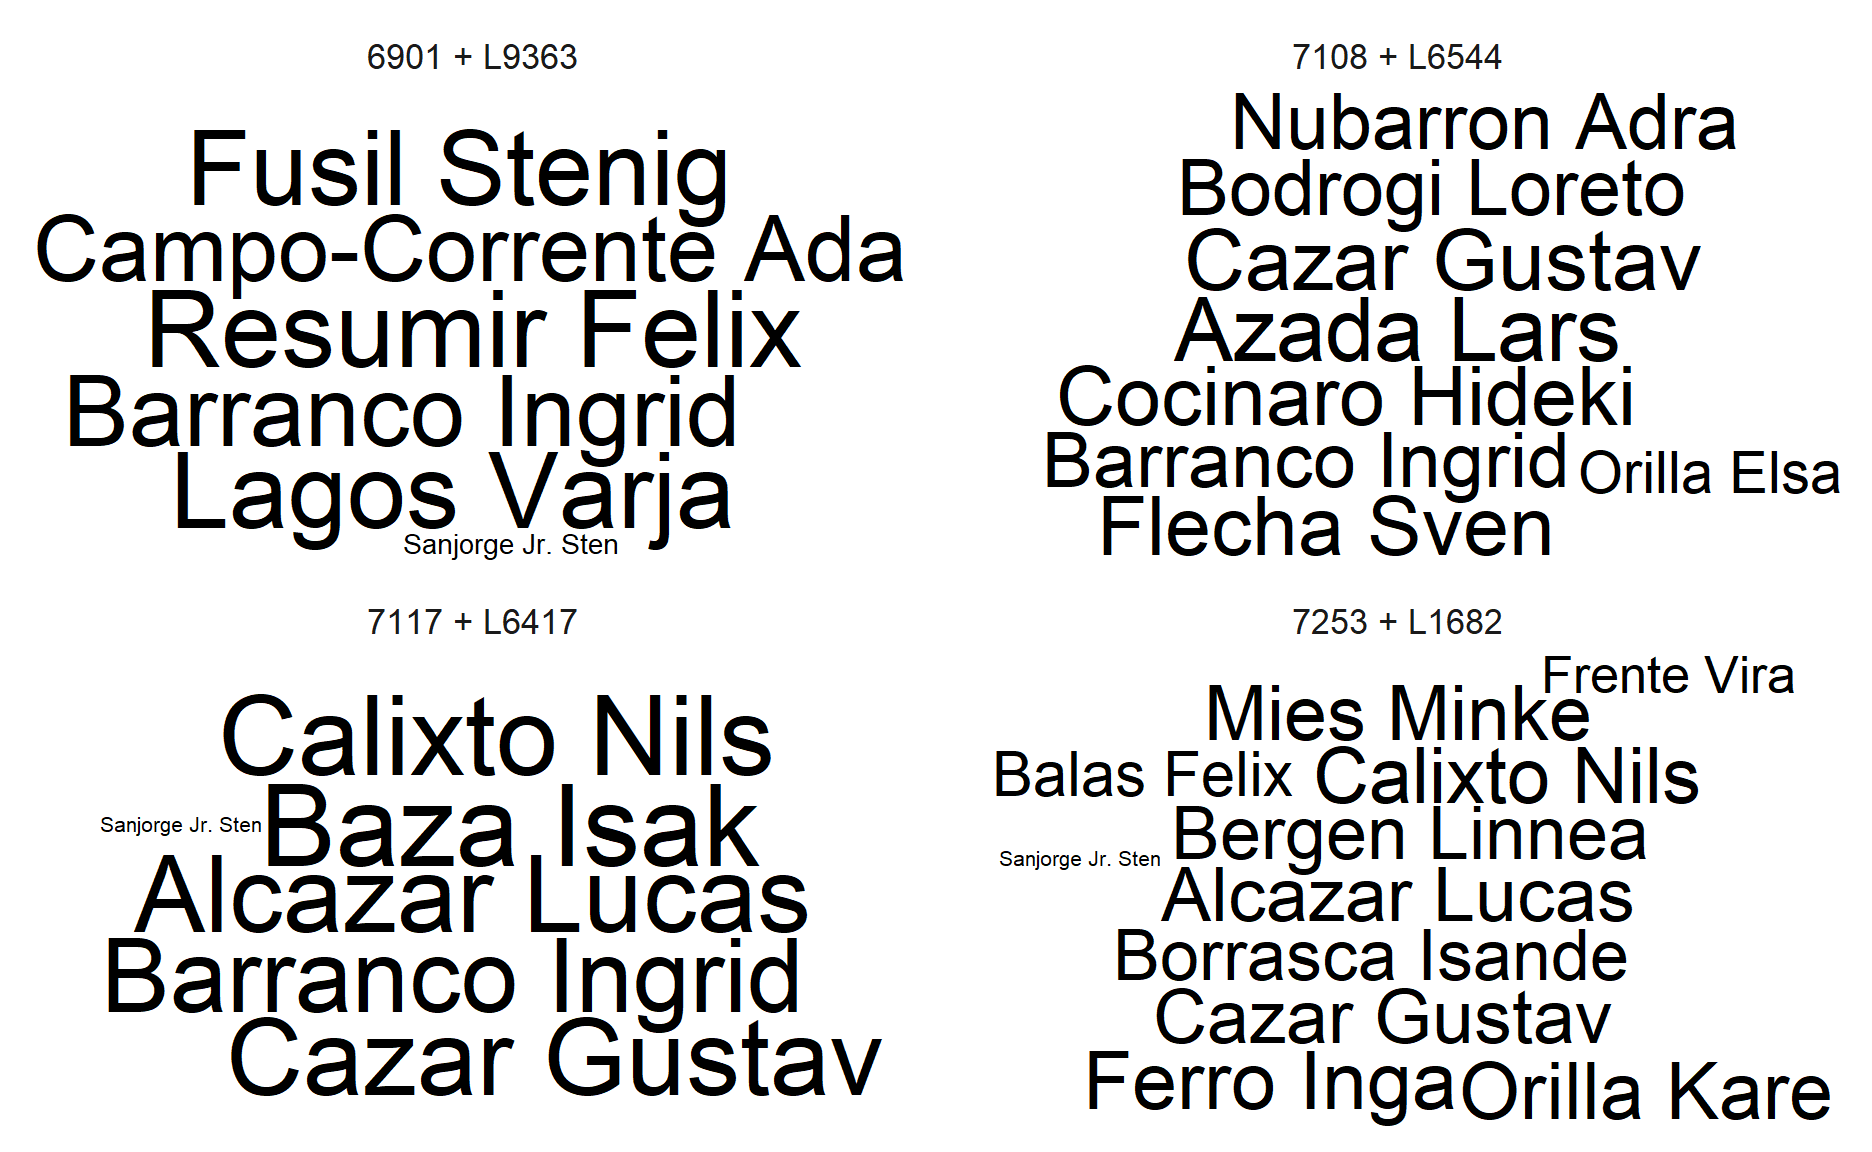 6901 + L9363
Fusil Stenig
Campo-Corrente Ada
Resumir Felix
Barranco Ingrid
Lagos Varja
Sanjorge Jr. Sten
7108 + L6544
Nubarron Adra
Bodrogi Loreto
Cazar Gustav
Azada Lars
Cocinaro Hideki
Barranco Ingrid
Orilla Elsa
Flecha Sven
7117 + L6417
Calixto Nils
Baza Isak
Sanjorge Jr. Sten
Alcazar Lucas
Barranco Ingrid
Cazar Gustav
7253 + L1682
Frente Vira
Mies Minke
Balas Felix
Calixto Nils
Bergen Linnea
Sanjorge Jr. Sten
Alcazar Lucas
Borrasca Isande
Cazar Gustav
Ferro Inga
Orilla Kare